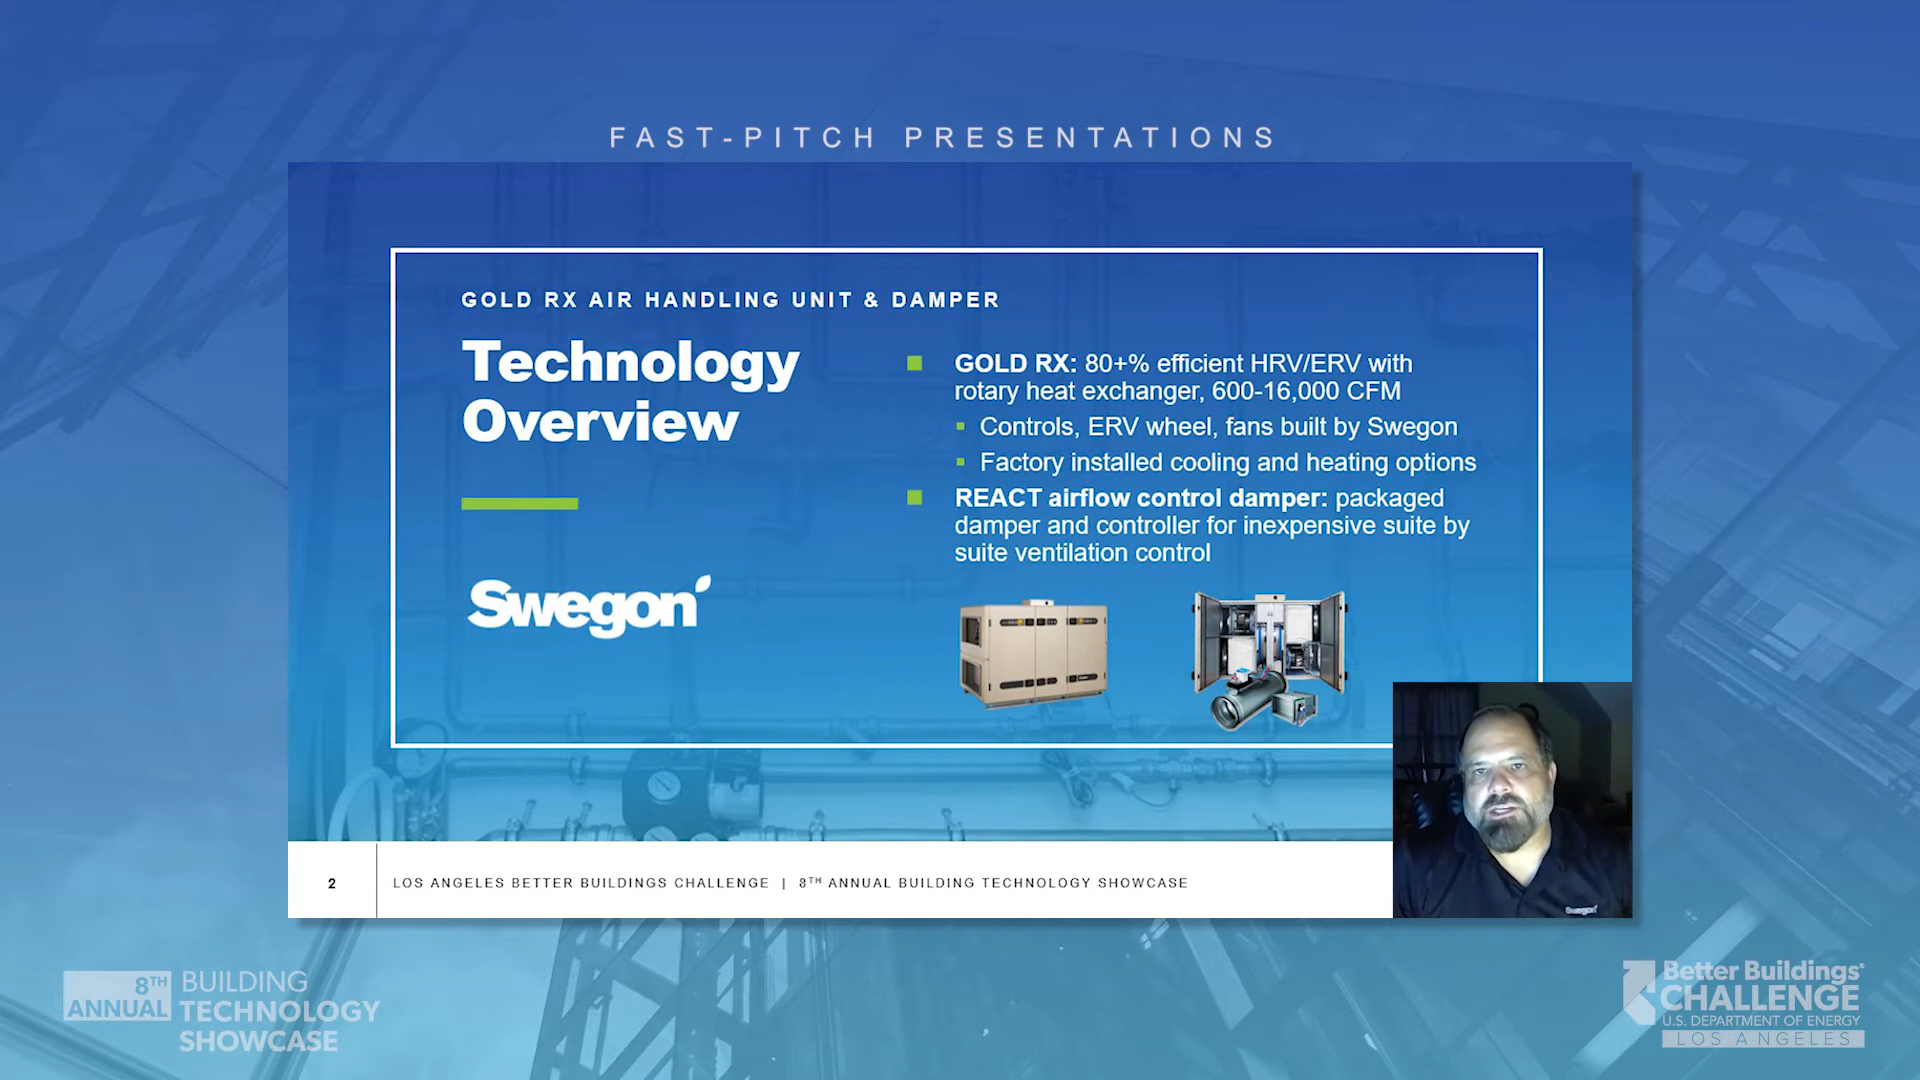 FAST-PITCH PRESENTATIONS
GOLD RX AIR HANDLING UNIT & DAMPER
Technology
Overview
Swegon
GOLD RX: 80+% efficient HRV/ERV with
rotary heat exchanger, 600-16,000 CFM
Controls, ERV wheel, fans built by Swegon
Factory installed cooling and heating options
REACT airflow control damper: packaged
damper and controller for inexpensive suite by
suite ventilation control
Swegon
2
LOS ANGELES BETTER BUILDINGS CHALLENGE | 8TH ANNUAL BUILDING TECHNOLOGY SHOWCASE
8TH
ANNUAL
BUILDING
TECHNOLOGY
SHOWCASE
Better Buildings®
CHALLENGE
U.S. DEPARTMENT OF ENERGY
LOS ANGELES